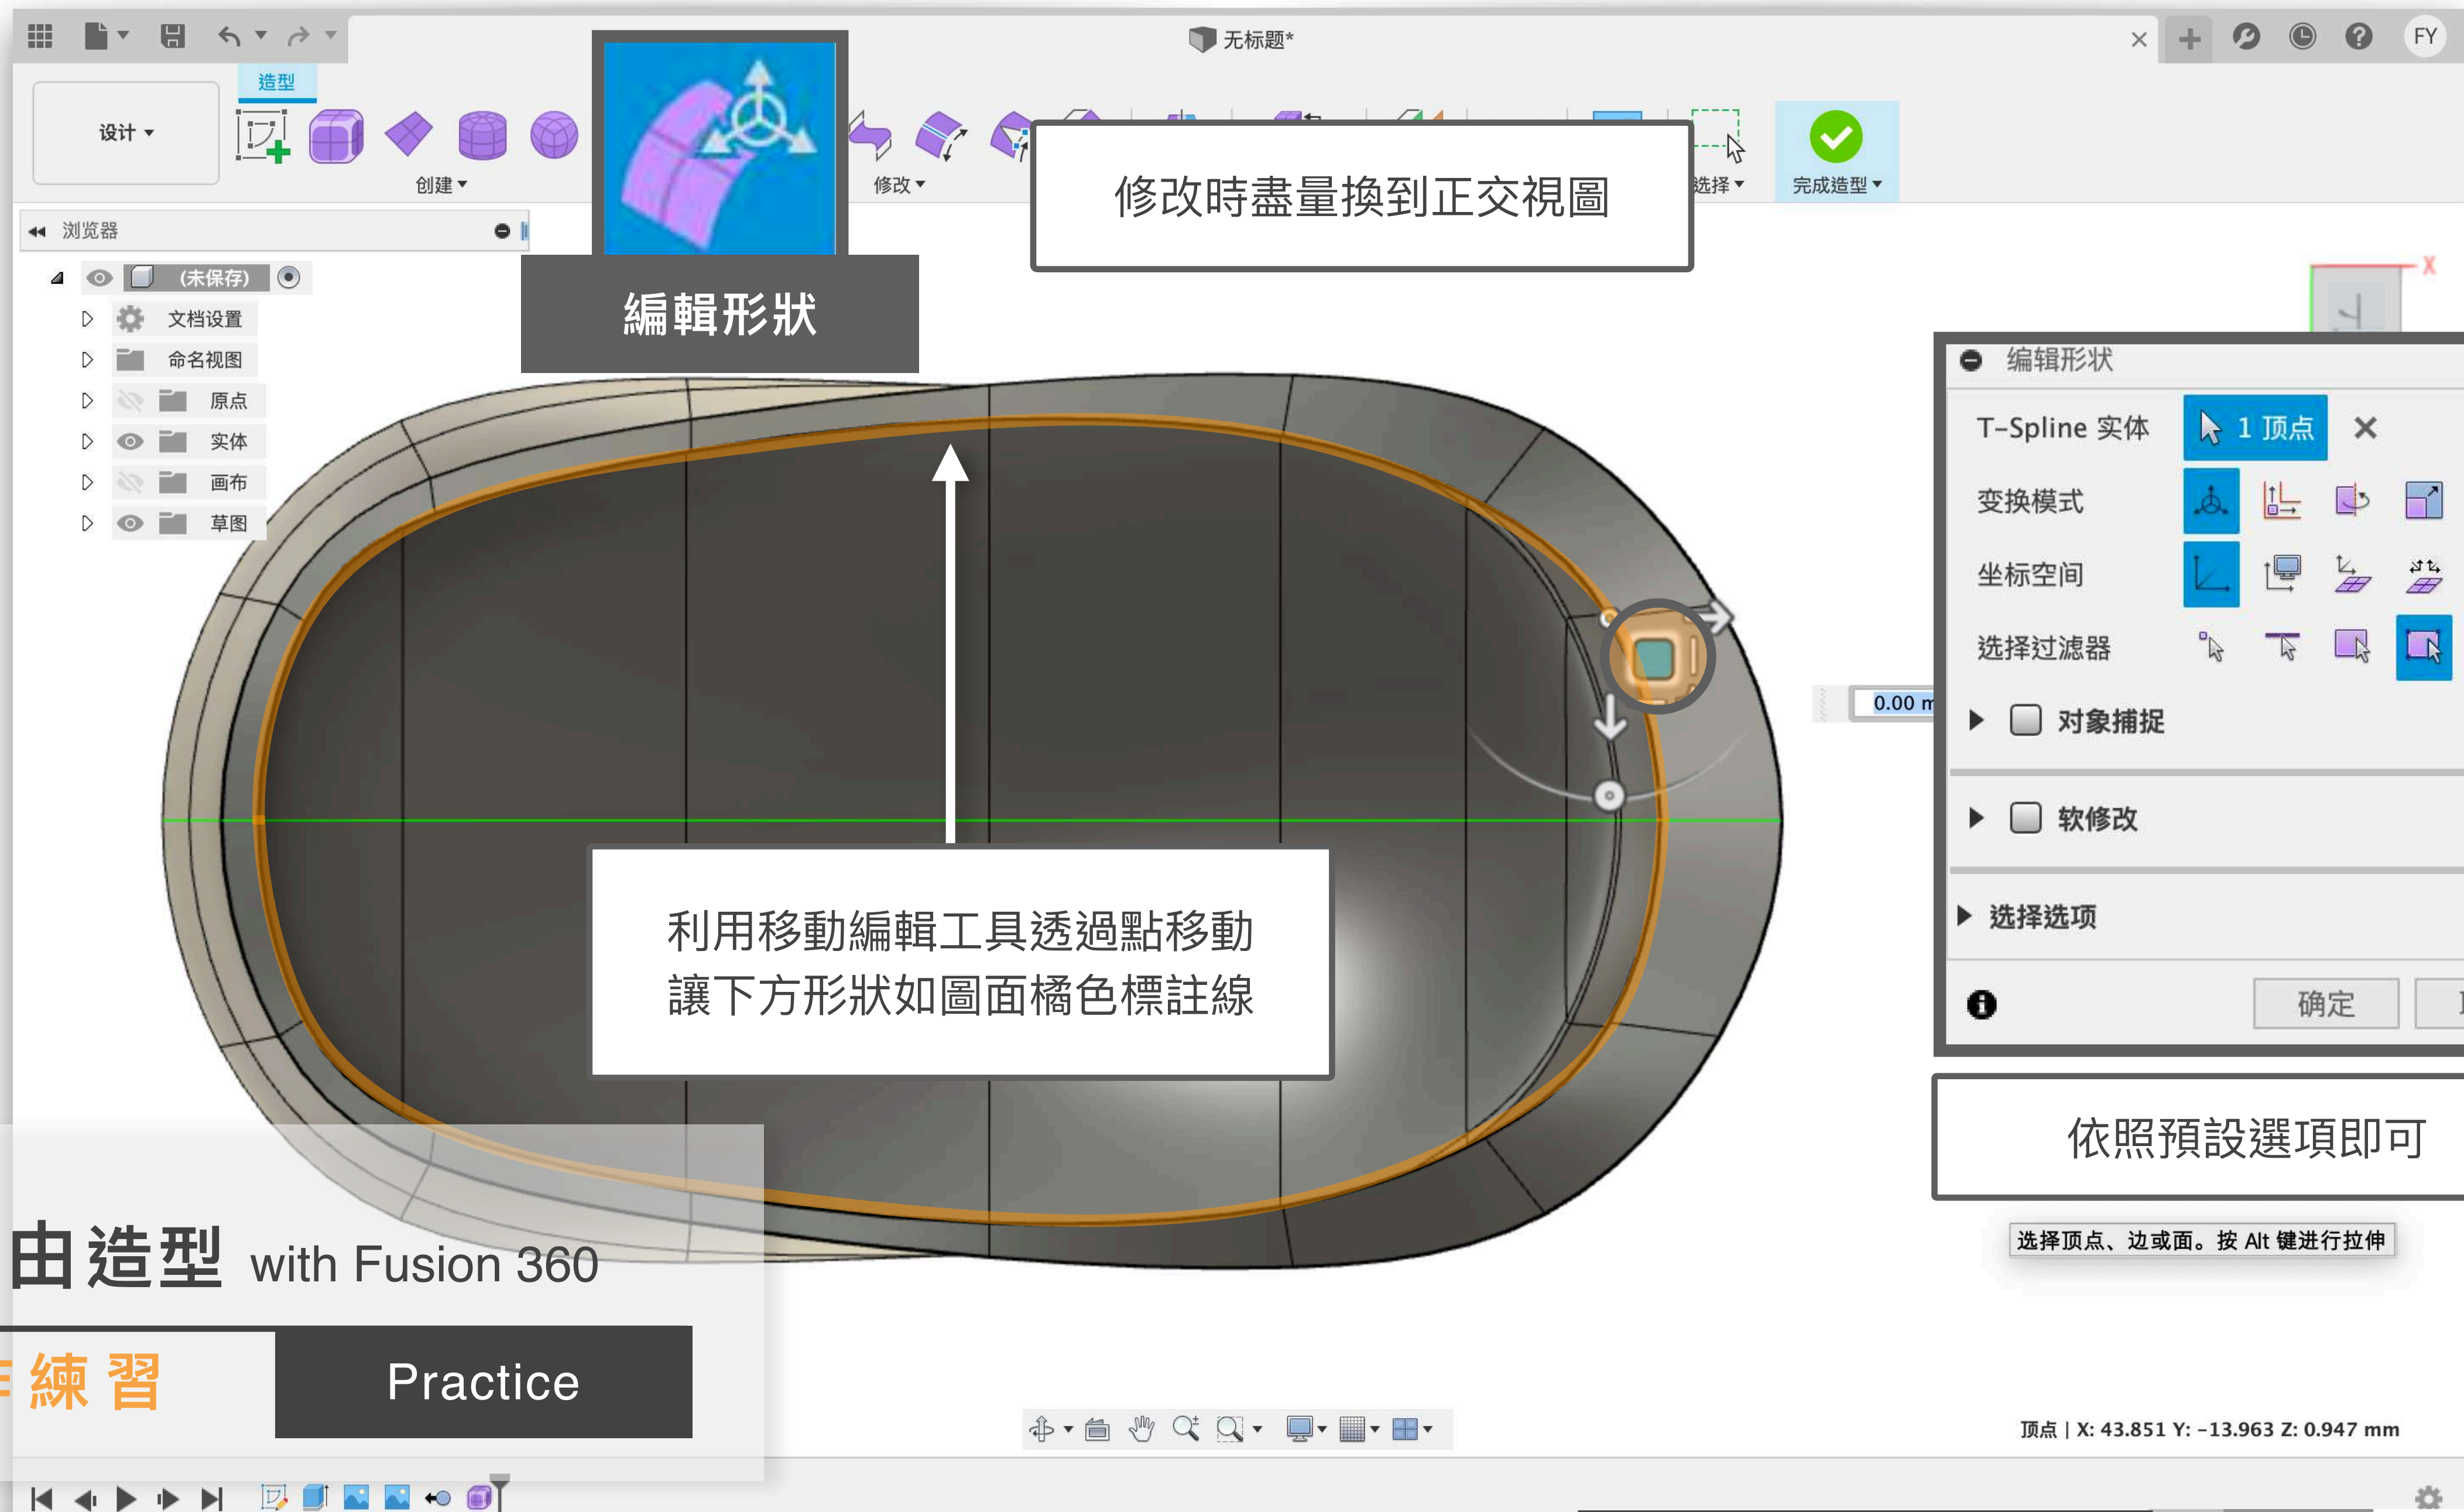 无标题*
FY
造型
设计
创建
修改
选择
完成造型
修改時盡量換到正交視圖
編輯形狀
浏览器
(未保存)
文档设置
命名视图
原点
实体
画布
草图
X
编辑形状
T-Spline 实体
1 顶点
变换模式
坐标空间
选择过滤器
0.00 m
对象捕捉
软修改
选择选项
确定
利用移動編輯工具透過點移動
讓下方形狀如圖面橘色標註線
依照預設選項即可
选择顶点、边或面。按 Alt 键进行拉伸
由造型 with Fusion 360
練習
Practice
顶点 | X: 43.851 Y: -13.963 Z: 0.947 mm